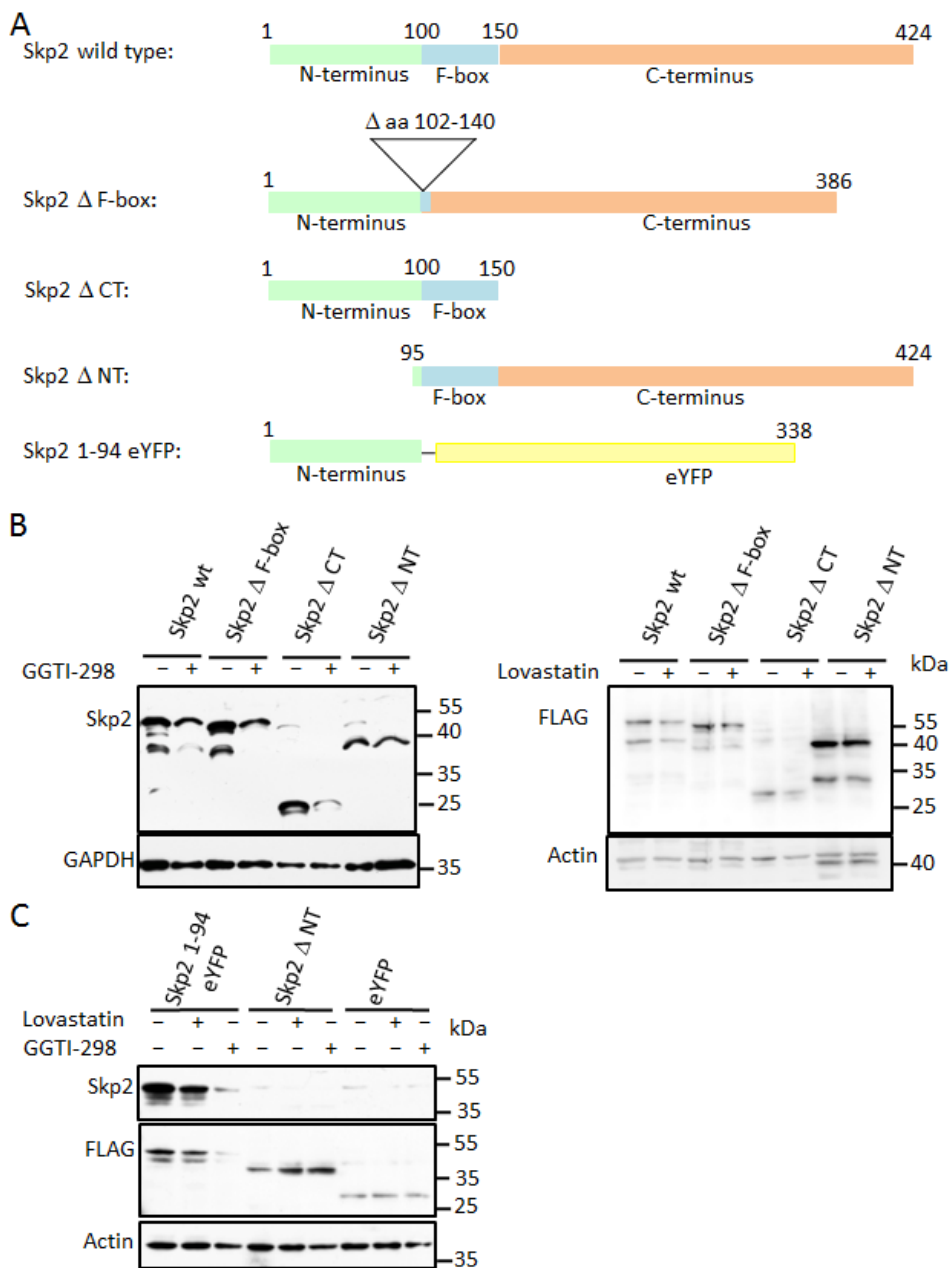 A
1 100 150 424
Skp2 wild type:
N-terminus F-box C-terminus
Δ aa 102-140
1 386
Skp2 Δ F-box:
N-terminus C-terminus
1 100 150
Skp2 Δ CT:
N-terminus F-box
95 424
Skp2 Δ NT:
F-box C-terminus
1 338
Skp2 1-94 eYFP:
N-terminus eYFP
B
Skp2 wt
Skp2 Δ F-box
Skp2 Δ CT
Skp2 Δ NT
GGTI-298 – + – + – + – +
Skp2
55
40
35
25
GAPDH
35
Skp2 wt
Skp2 Δ F-box
Skp2 Δ CT
Skp2 Δ NT
kDa
Lovastatin – + – + – + – +
FLAG
55
40
35
25
Actin
40
C
Skp2 1-94
eYFP
Skp2 Δ NT
eYFP
Lovastatin – + – – + – – + –
kDa
GGTI-298 – – + – – + – – +
Skp2
55
35
FLAG
55
35
25
Actin
35